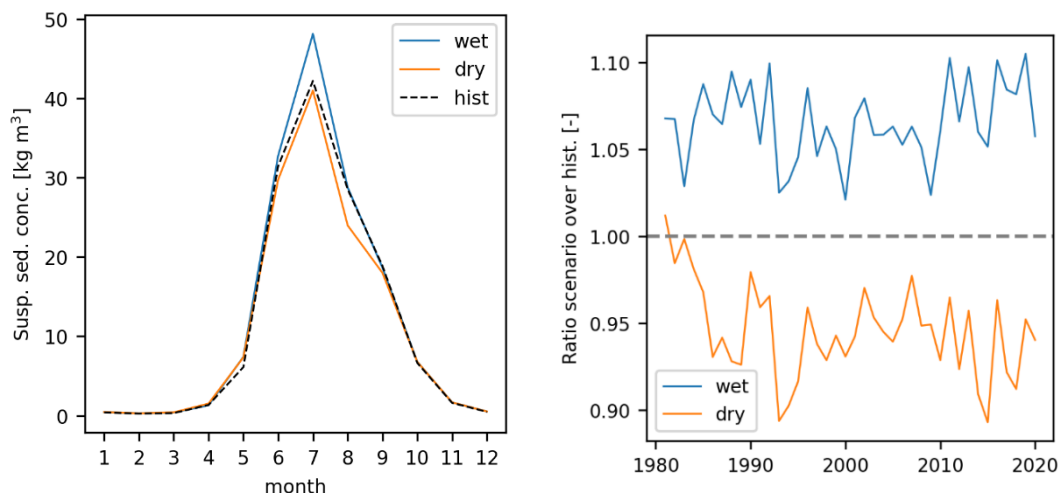 Susp. sed. conc. [kg m³]
50
40
30
20
10
0
1 2 3 4 5 6 7 8 9 10 11 12
month
wet
dry
hist
Ratio scenario over hist. [-]
1.10
1.05
1.00
0.95
0.90
1980 1990 2000 2010 2020
wet
dry